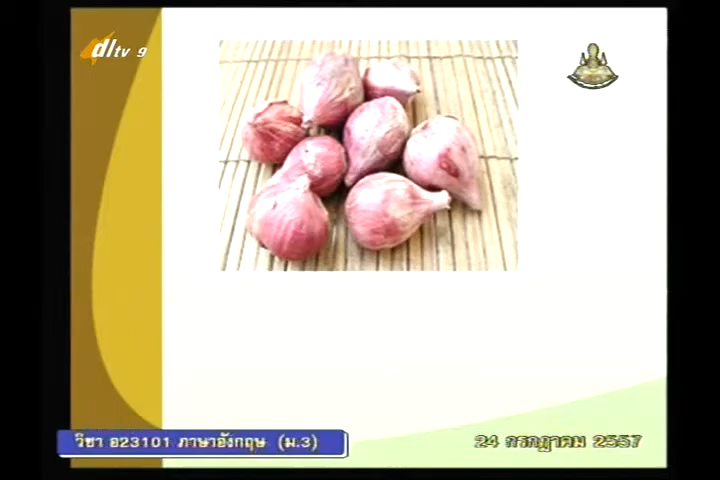 dltv 9
วิชา อ23101 ภาษาอังกฤษ (ม.3)
24 กรกฎาคม 2557